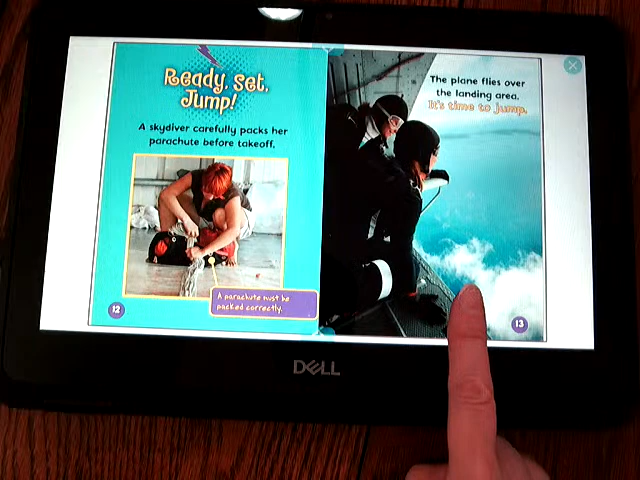 Ready, Set,
Jump!
A skydiver carefully packs her
parachute before takeoff.
A parachute must be
packed correctly.
12
The plane flies over
the landing area.
It's time to jump.
13
DELL